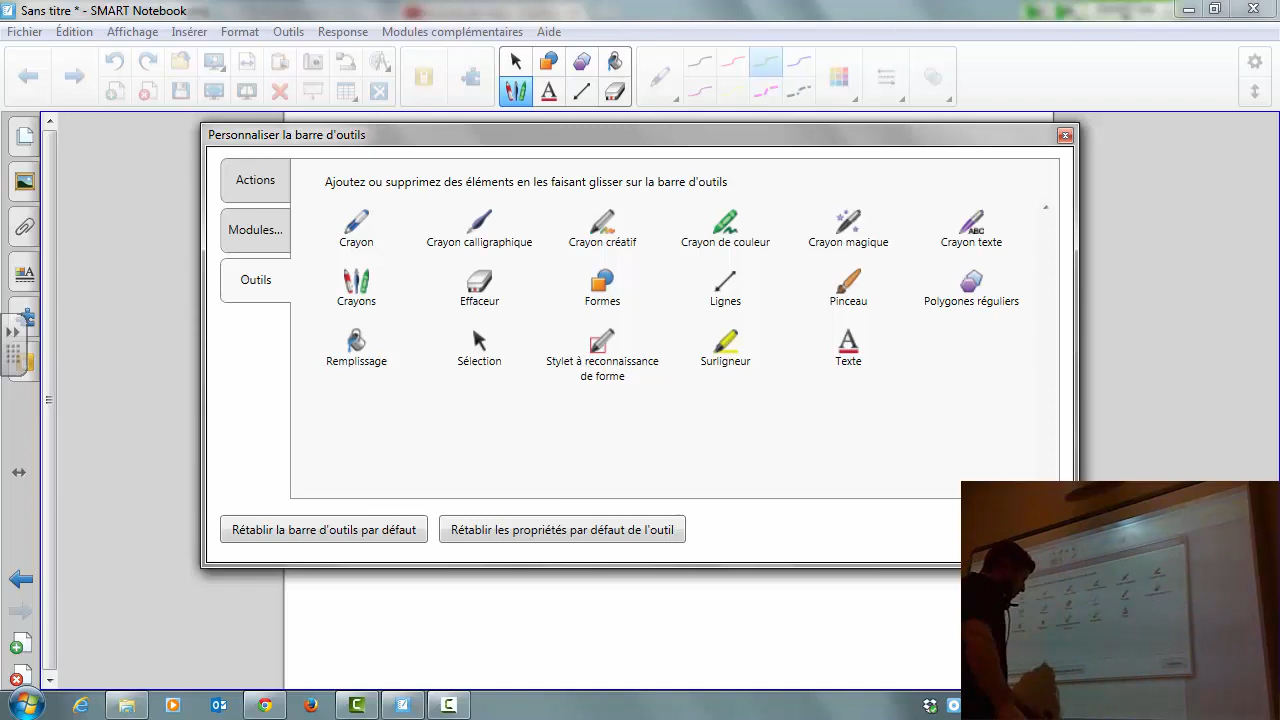 Sans titre * - SMART Notebook
Fichier Édition Affichage Insérer Format Outils Response Modules complémentaires Aide
Personnaliser la barre d'outils
Actions
Modules...
Outils
Ajoutez ou supprimez des éléments en les faisant glisser sur la barre d'outils
Crayon Crayon calligraphique Crayon créatif Crayon de couleur Crayon magique Crayon texte
Crayons Effaceur Formes Lignes Pinceau Polygones réguliers
Remplissage Sélection Stylet à reconnaissance de forme Surligneur Texte
Rétablir la barre d'outils par défaut Rétablir les propriétés par défaut de l'outil